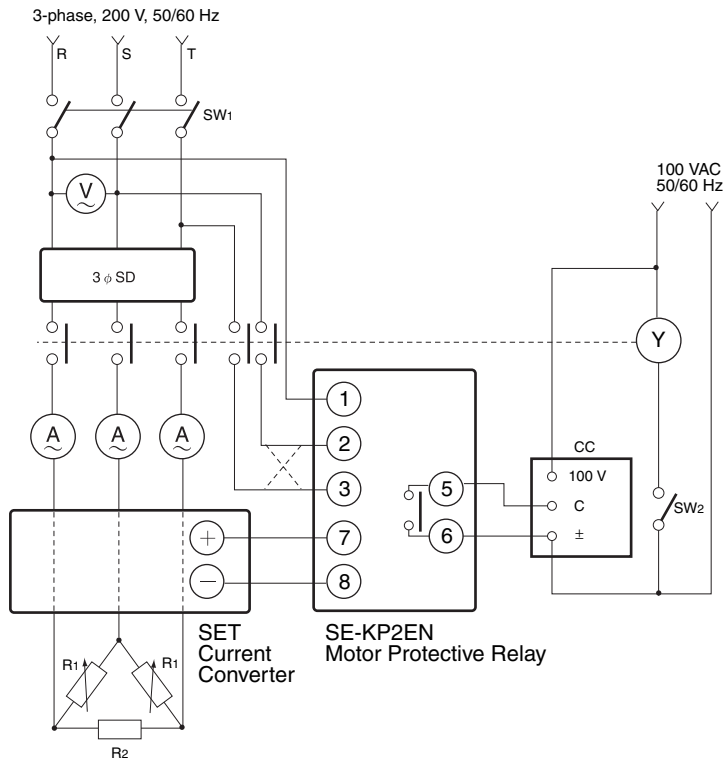 3-phase, 200 V, 50/60 Hz
R
S
T
SW1
100 VAC
50/60 Hz
V
3 ϕ SD
Y
1
A
A
A
2
CC
3
5
100 V
C
SW2
+
7
6
±
−
8
SET
Current
Converter
SE-KP2EN
Motor Protective Relay
R1
R1
R2